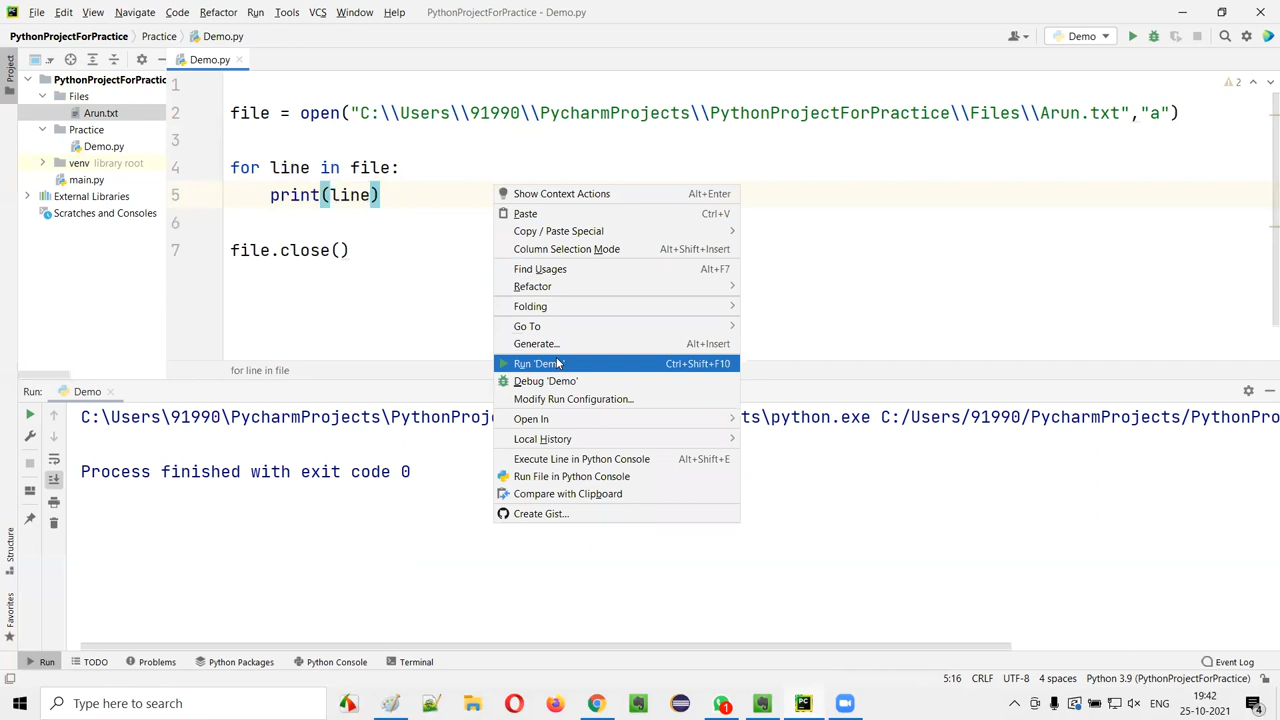 File Edit View Navigate Code Refactor Run Tools VCS Window Help PythonProjectForPractice - Demo.py
PythonProjectForPractice Practice Demo.py Demo
Project
Demo.py
PythonProjectForPractic
Files
Arun.txt
Practice
Demo.py
venv library root
main.py
External Libraries
Scratches and Consoles
2
1
2 file = open("C:\\Users\\91990\\PycharmProjects\\PythonProjectForPractice\\Files\\Arun.txt","a")
3
4 for line in file:
5 print(line)
6
7 file.close()
for line in file
Show Context Actions Alt+Enter
Paste Ctrl+V
Copy / Paste Special
Column Selection Mode Alt+Shift+Insert
Find Usages Alt+F7
Refactor
Folding
Go To
Generate... Alt+Insert
Run 'Demo' Ctrl+Shift+F10
Debug 'Demo'
Modify Run Configuration...
Open In
Local History
Execute Line in Python Console Alt+Shift+E
Run File in Python Console
Compare with Clipboard
Create Gist...
Run: Demo
C:\Users\91990\PycharmProjects\PythonProj ts\python.exe C:/Users/91990/PycharmProjects/PythonPro
Process finished with exit code 0
Structure
Favorites
Run TODO Problems Python Packages Python Console Terminal Event Log
5:16 CRLF UTF-8 4 spaces Python 3.9 (PythonProjectForPractice)
Type here to search
1
ENG
19:42
25-10-2021
4